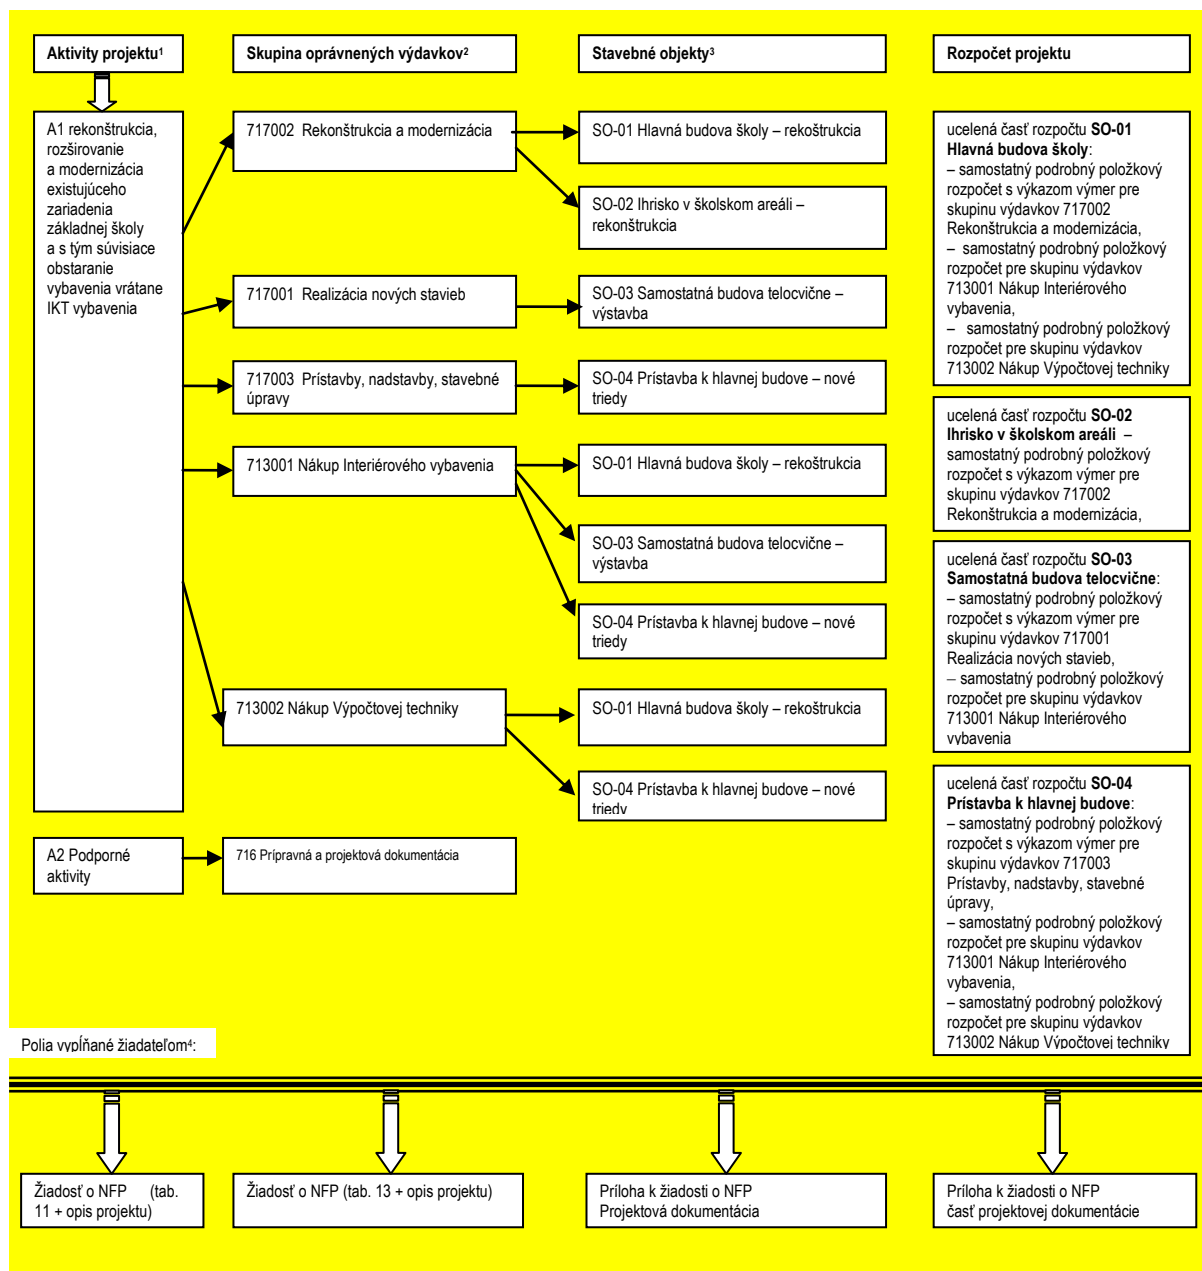 Aktivity projektu¹
Skupina oprávnených výdavkov²
Stavebné objekty³
Rozpočet projektu
A1 rekonštrukcia,
rozširovanie
a modernizácia
existujúceho
zariadenia
základnej školy
a s tým súvisiace
obstaranie
vybavenia vrátane
IKT vybavenia
717002  Rekonštrukcia a modernizácia
SO-01 Hlavná budova školy – rekoštrukcia
SO-02 Ihrisko v školskom areáli –
rekonštrukcia
717001  Realizácia nových stavieb
SO-03 Samostatná budova telocvične –
výstavba
717003  Prístavby, nadstavby, stavebné
úpravy
SO-04 Prístavba k hlavnej budove – nové
triedy
713001 Nákup Interiérového vybavenia
SO-01 Hlavná budova školy – rekoštrukcia
SO-03 Samostatná budova telocvične –
výstavba
SO-04 Prístavba k hlavnej budove – nové
triedy
713002 Nákup Výpočtovej techniky
SO-01 Hlavná budova školy – rekoštrukcia
SO-04 Prístavba k hlavnej budove – nové
triedy
A2 Podporné
aktivity
716 Prípravná a projektová dokumentácia
ucelená časť rozpočtu SO-01
Hlavná budova školy:
– samostatný podrobný položkový
rozpočet s výkazom výmer pre
skupinu výdavkov 717002
Rekonštrukcia a modernizácia,
– samostatný podrobný položkový
rozpočet pre skupinu výdavkov
713001 Nákup Interiérového
vybavenia,
– samostatný podrobný položkový
rozpočet pre skupinu výdavkov
713002 Nákup Výpočtovej techniky
ucelená časť rozpočtu SO-02
Ihrisko v školskom areáli –
samostatný podrobný položkový
rozpočet s výkazom výmer pre
skupinu výdavkov 717002
Rekonštrukcia a modernizácia,
ucelená časť rozpočtu SO-03
Samostatná budova telocvične:
– samostatný podrobný položkový
rozpočet s výkazom výmer pre
skupinu výdavkov 717001
Realizácia nových stavieb,
– samostatný podrobný položkový
rozpočet pre skupinu výdavkov
713001 Nákup Interiérového
vybavenia
ucelená časť rozpočtu SO-04
Prístavba k hlavnej budove:
– samostatný podrobný položkový
rozpočet s výkazom výmer pre
skupinu výdavkov 717003
Prístavby, nadstavby, stavebné
úpravy,
– samostatný podrobný položkový
rozpočet pre skupinu výdavkov
713001 Nákup Interiérového
vybavenia,
– samostatný podrobný položkový
rozpočet pre skupinu výdavkov
713002 Nákup Výpočtovej techniky
Polia vypĺňané žiadateľom⁴:
Žiadosť o NFP (tab.
11 + opis projektu)
Žiadosť o NFP (tab. 13 + opis projektu)
Príloha k žiadosti o NFP
Projektová dokumentácia
Príloha k žiadosti o NFP
časť projektovej dokumentácie